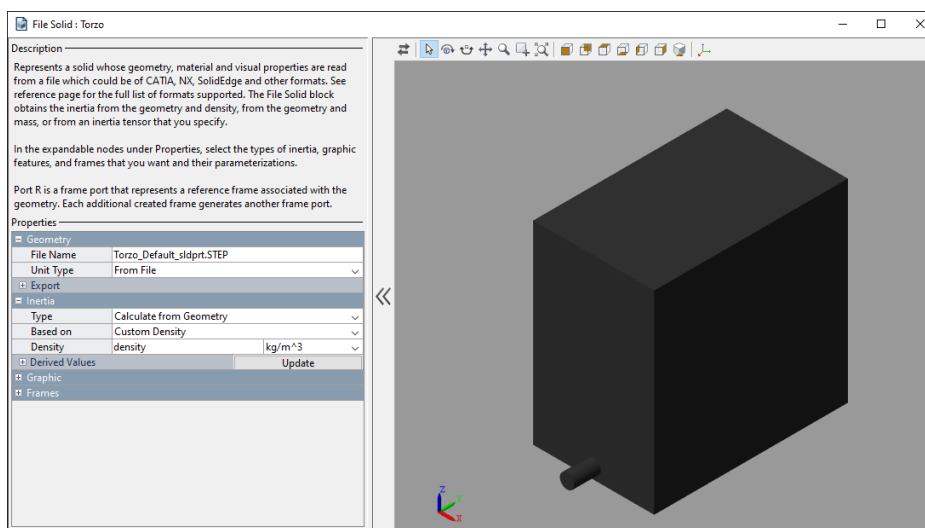 File Solid : Torzo
Description
Represents a solid whose geometry, material and visual properties are read
from a file which could be of CATIA, NX, SolidEdge and other formats. See
reference page for the full list of formats supported. The File Solid block
obtains the inertia from the geometry and density, from the geometry and
mass, or from an inertia tensor that you specify.
In the expandable nodes under Properties, select the types of inertia, graphic
features, and frames that you want and their parameterizations.
Port R is a frame port that represents a reference frame associated with the
geometry. Each additional created frame generates another frame port.
Properties
Geometry
File Name Torzo_Default_sldprt.STEP
Unit Type From File
Export
Inertia
Type Calculate from Geometry
Based on Custom Density
Density density kg/m^3
Derived Values Update
Graphic
Frames
Z
Y
X